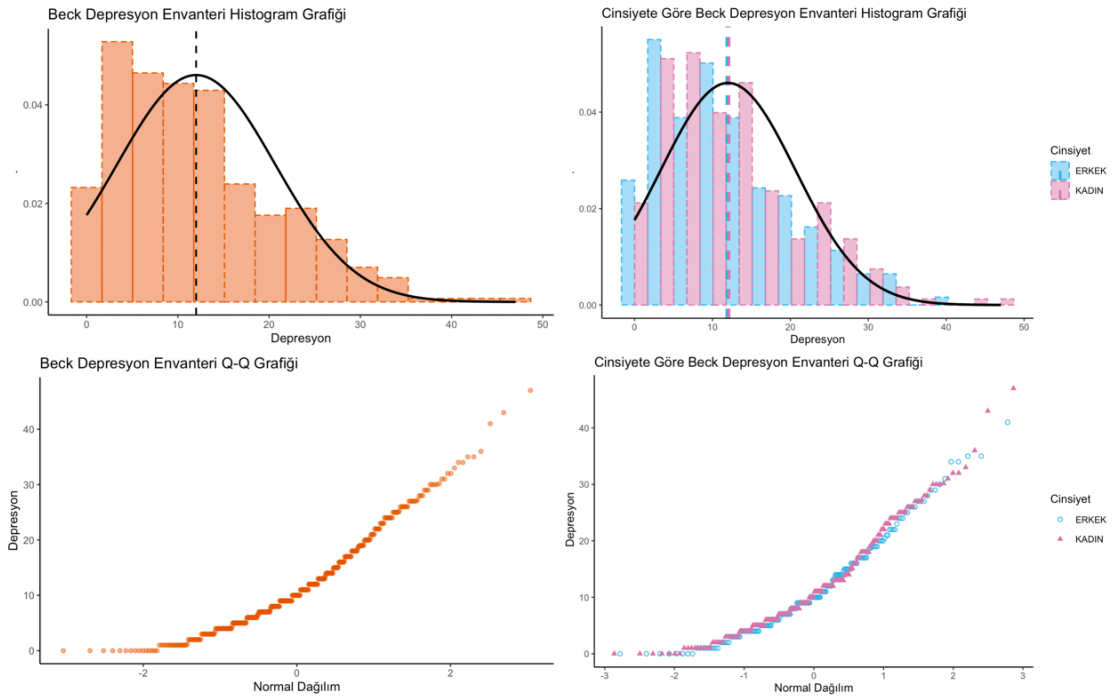 Beck Depresyon Envanteri Histogram Grafiği
0.04
0.02
0.00
0 10 20 30 40 50
Depresyon
Cinsiyete Göre Beck Depresyon Envanteri Histogram Grafiği
0.04
0.02
0.00
0 10 20 30 40 50
Depresyon
Cinsiyet
ERKEK
KADIN
Beck Depresyon Envanteri Q-Q Grafiği
Depresyon
40
30
20
10
0
-2 0 2
Normal Dağılım
Cinsiyete Göre Beck Depresyon Envanteri Q-Q Grafiği
Depresyon
40
30
20
10
0
-3 -2 -1 0 1 2 3
Normal Dağılım
Cinsiyet
ERKEK
KADIN